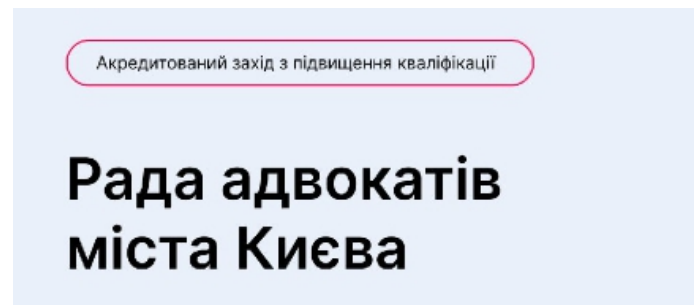 Акредитований захід з підвищення кваліфікації
Рада адвокатів
міста Києва